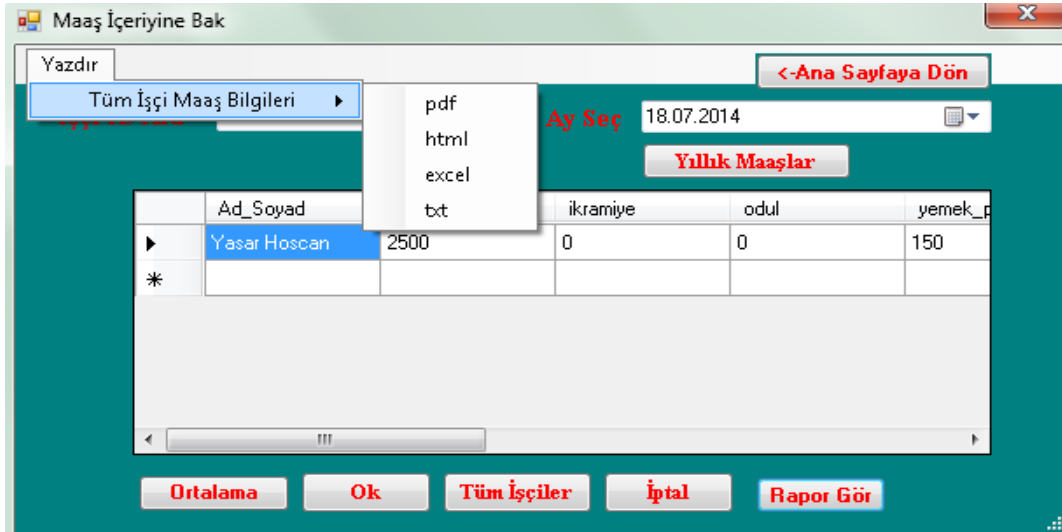 Maaş İçeriyine Bak
Yazdır
<-Ana Sayfaya Dön
Tüm İşçi Maaş Bilgileri
pdf
html
excel
txt
Ay Seç
18.07.2014
Yıllık Maaşlar
Ad_Soyad ikramiye odul yemek_p
Yasar Hoscan 2500 0 0 150
Ortalama Ok Tüm İşçiler İptal Rapor Gör